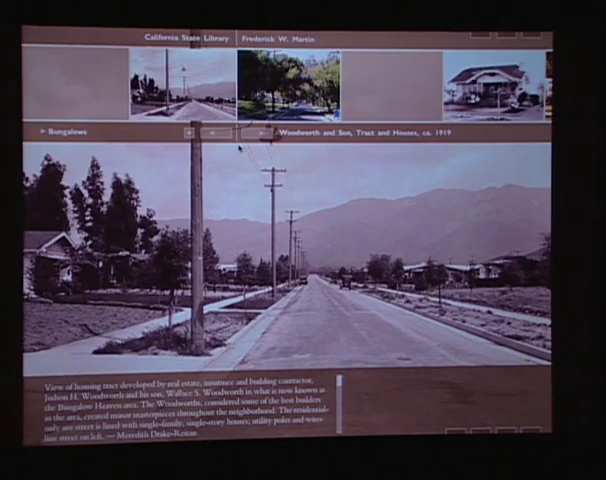 California State Library Frederick W. Martin
> Bungalows Woodworth and Son, Tract and Houses, ca. 1919
View of housing tract developed by real estate, insurance and building contractor,
Judson H. Woodworth and his son, Wallace S. Woodworth in what is now known as
the Bungalow Heaven area. The Woodworths, considered some of the best builders
in the area, created minor masterpieces throughout the neighborhood. The residential-
only use street is lined with single-family, single-story houses; utility poles and wires
line street on left. — Meredith Drake-Reitan